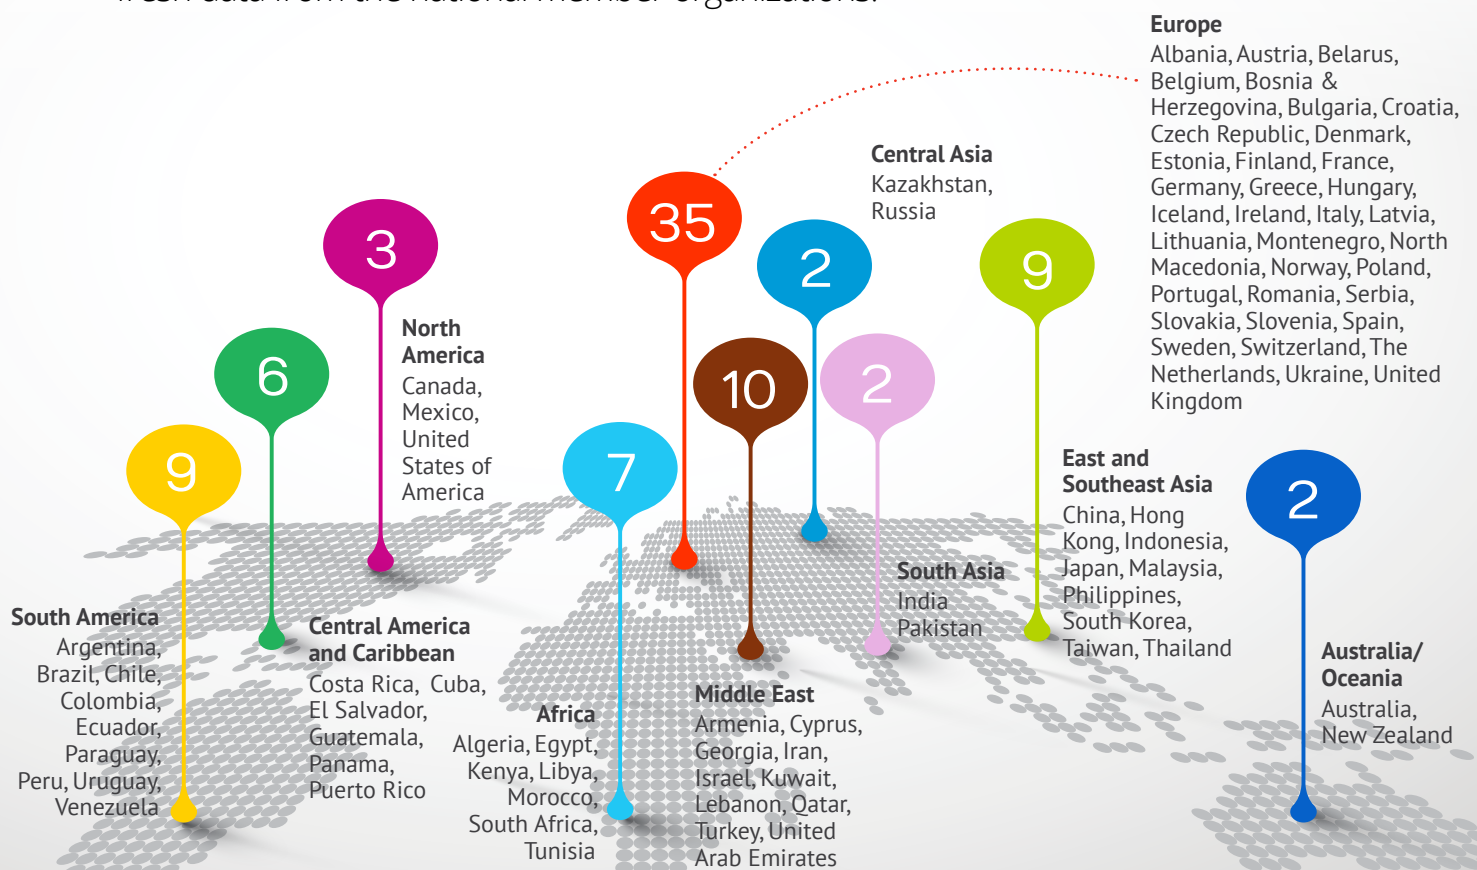 fresh data from the national member organizations.
Europe
Albania, Austria, Belarus,
Belgium, Bosnia &
Herzegovina, Bulgaria, Croatia,
Czech Republic, Denmark,
Estonia, Finland, France,
Germany, Greece, Hungary,
Iceland, Ireland, Italy, Latvia,
Lithuania, Montenegro, North
Macedonia, Norway, Poland,
Portugal, Romania, Serbia,
Slovakia, Slovenia, Spain,
Sweden, Switzerland, The
Netherlands, Ukraine, United
Kingdom
35
Central Asia
Kazakhstan,
Russia
2
3
North
America
Canada,
Mexico,
United
States of
America
9
East and
Southeast Asia
China, Hong
Kong, Indonesia,
Japan, Malaysia,
Philippines,
South Korea,
Taiwan, Thailand
6
Central America
and Caribbean
Costa Rica, Cuba,
El Salvador,
Guatemala,
Panama,
Puerto Rico
10
Middle East
Armenia, Cyprus,
Georgia, Iran,
Israel, Kuwait,
Lebanon, Qatar,
Turkey, United
Arab Emirates
2
South Asia
India
Pakistan
9
South America
Argentina,
Brazil, Chile,
Colombia,
Ecuador,
Paraguay,
Peru, Uruguay,
Venezuela
7
Africa
Algeria, Egypt,
Kenya, Libya,
Morocco,
South Africa,
Tunisia
2
Australia/
Oceania
Australia,
New Zealand